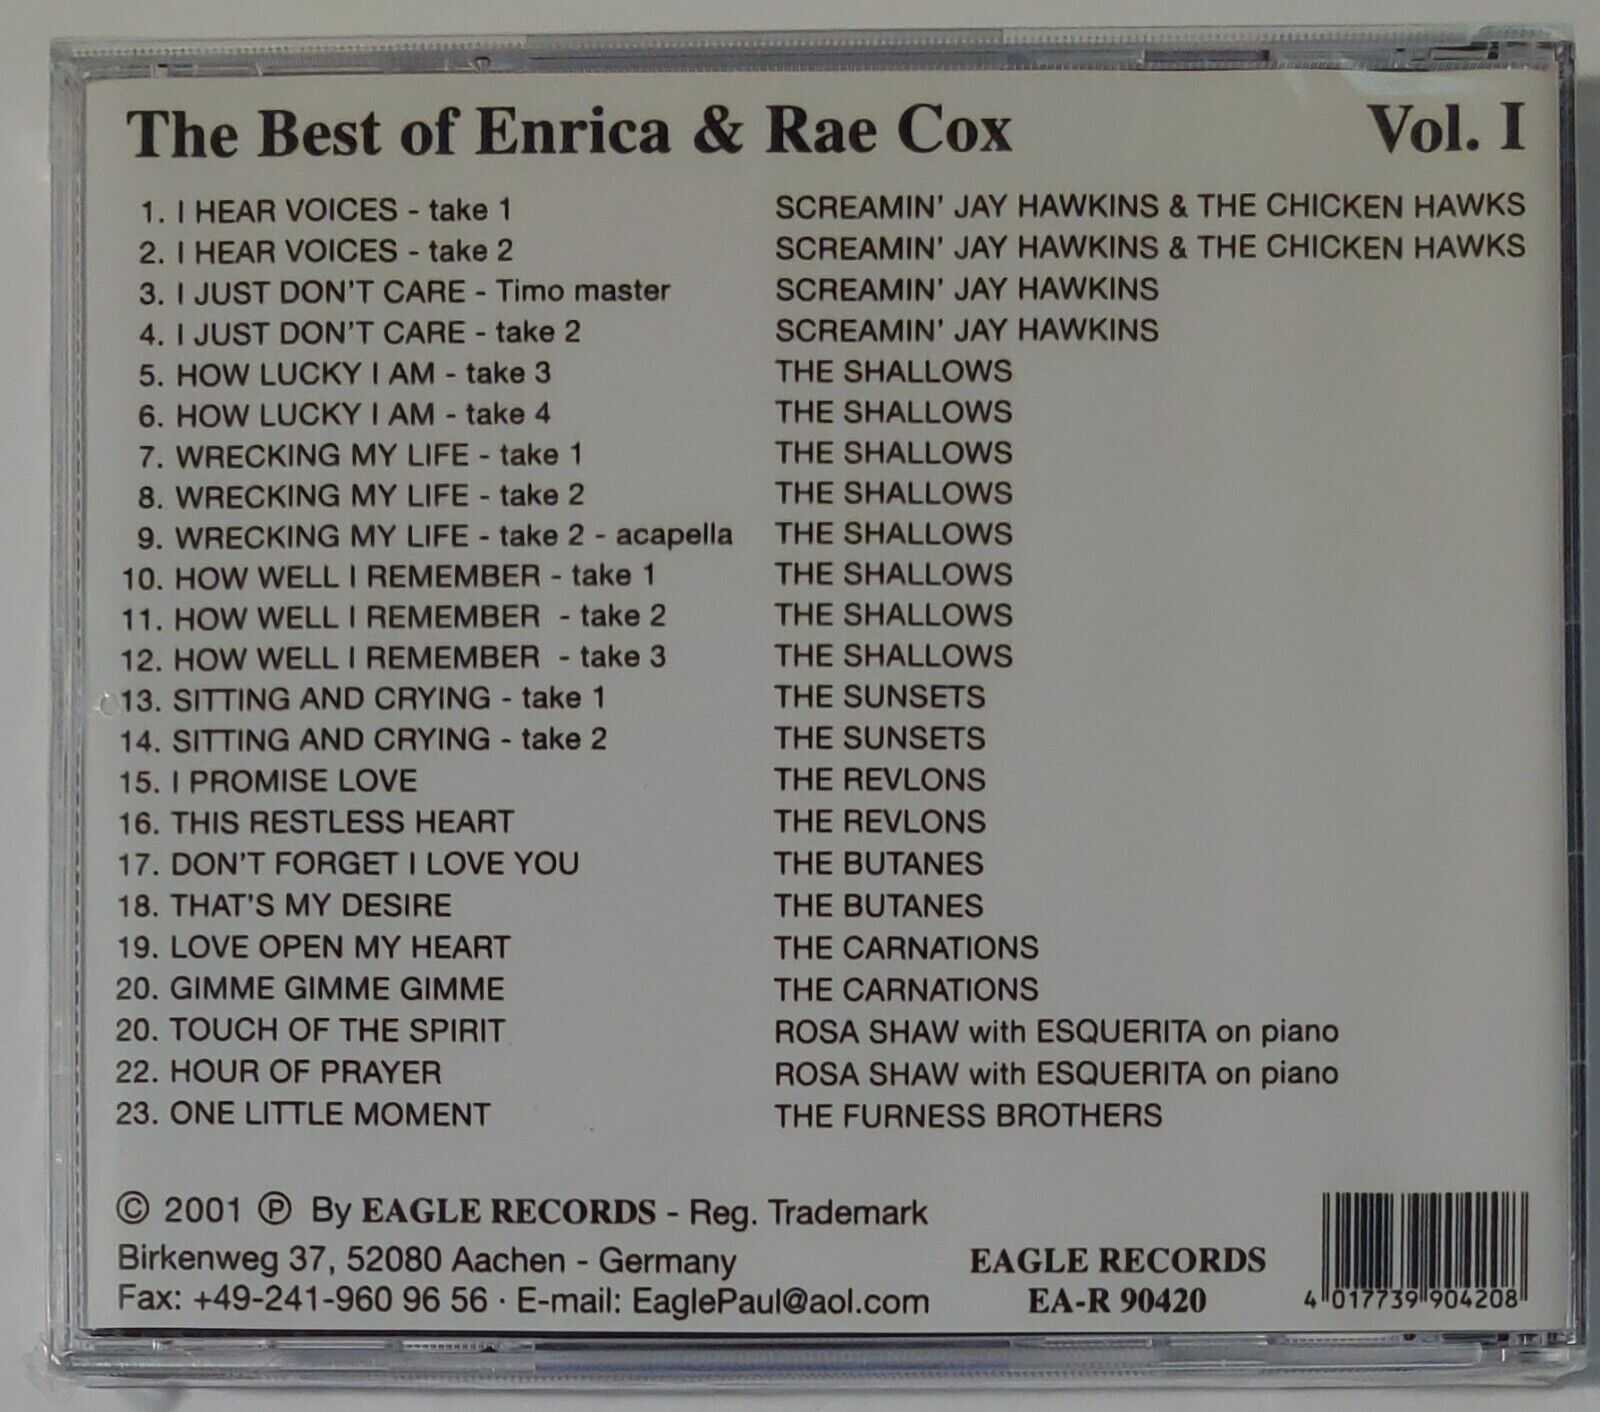 The Best of Enrica & Rae Cox Vol. I
1. I HEAR VOICES - take 1 SCREAMIN' JAY HAWKINS & THE CHICKEN HAWKS
2. I HEAR VOICES - take 2 SCREAMIN' JAY HAWKINS & THE CHICKEN HAWKS
3. I JUST DON'T CARE - Timo master SCREAMIN' JAY HAWKINS
4. I JUST DON'T CARE - take 2 SCREAMIN' JAY HAWKINS
5. HOW LUCKY I AM - take 3 THE SHALLOWS
6. HOW LUCKY I AM - take 4 THE SHALLOWS
7. WRECKING MY LIFE - take 1 THE SHALLOWS
8. WRECKING MY LIFE - take 2 THE SHALLOWS
9. WRECKING MY LIFE - take 2 - acapella THE SHALLOWS
10. HOW WELL I REMEMBER - take 1 THE SHALLOWS
11. HOW WELL I REMEMBER - take 2 THE SHALLOWS
12. HOW WELL I REMEMBER - take 3 THE SHALLOWS
13. SITTING AND CRYING - take 1 THE SUNSETS
14. SITTING AND CRYING - take 2 THE SUNSETS
15. I PROMISE LOVE THE REVLONS
16. THIS RESTLESS HEART THE REVLONS
17. DON'T FORGET I LOVE YOU THE BUTANES
18. THAT'S MY DESIRE THE BUTANES
19. LOVE OPEN MY HEART THE CARNATIONS
20. GIMME GIMME GIMME THE CARNATIONS
20. TOUCH OF THE SPIRIT ROSA SHAW with ESQUERITA on piano
22. HOUR OF PRAYER ROSA SHAW with ESQUERITA on piano
23. ONE LITTLE MOMENT THE FURNESS BROTHERS
© 2001 ℗ By EAGLE RECORDS - Reg. Trademark
Birkenweg 37, 52080 Aachen - Germany EAGLE RECORDS
Fax: +49-241-960 96 56 · E-mail: EaglePaul@aol.com EA-R 90420 4 017739 904208